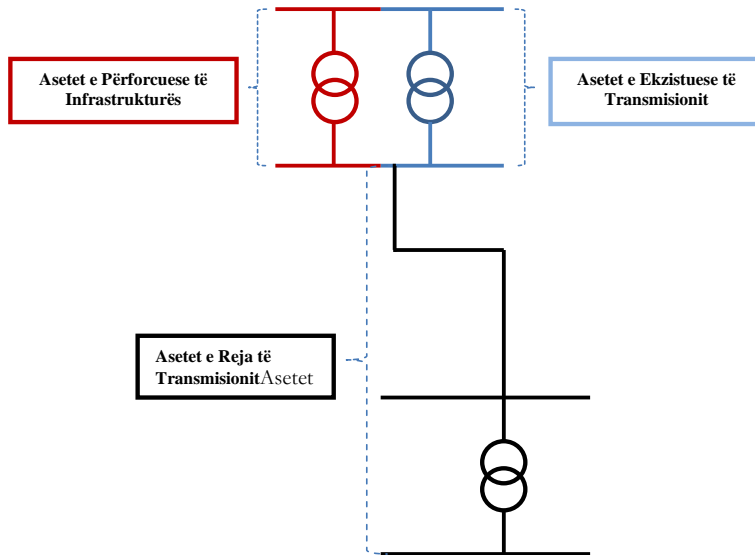 Asetet e Përforcuese të
Infrastrukturës
Asetet e Ekzistuese të
Transmisionit
Asetet e Reja të
TransmisionitAsetet